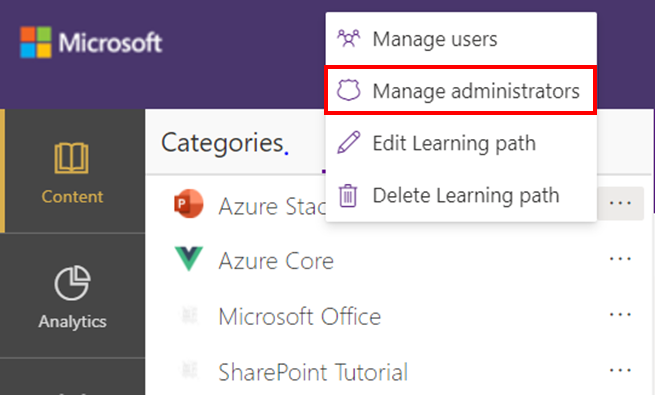 Microsoft
Manage users
Manage administrators
Edit Learning path
Delete Learning path
Categories
Content
Azure Stac
Azure Core
Analytics
Microsoft Office
SharePoint Tutorial